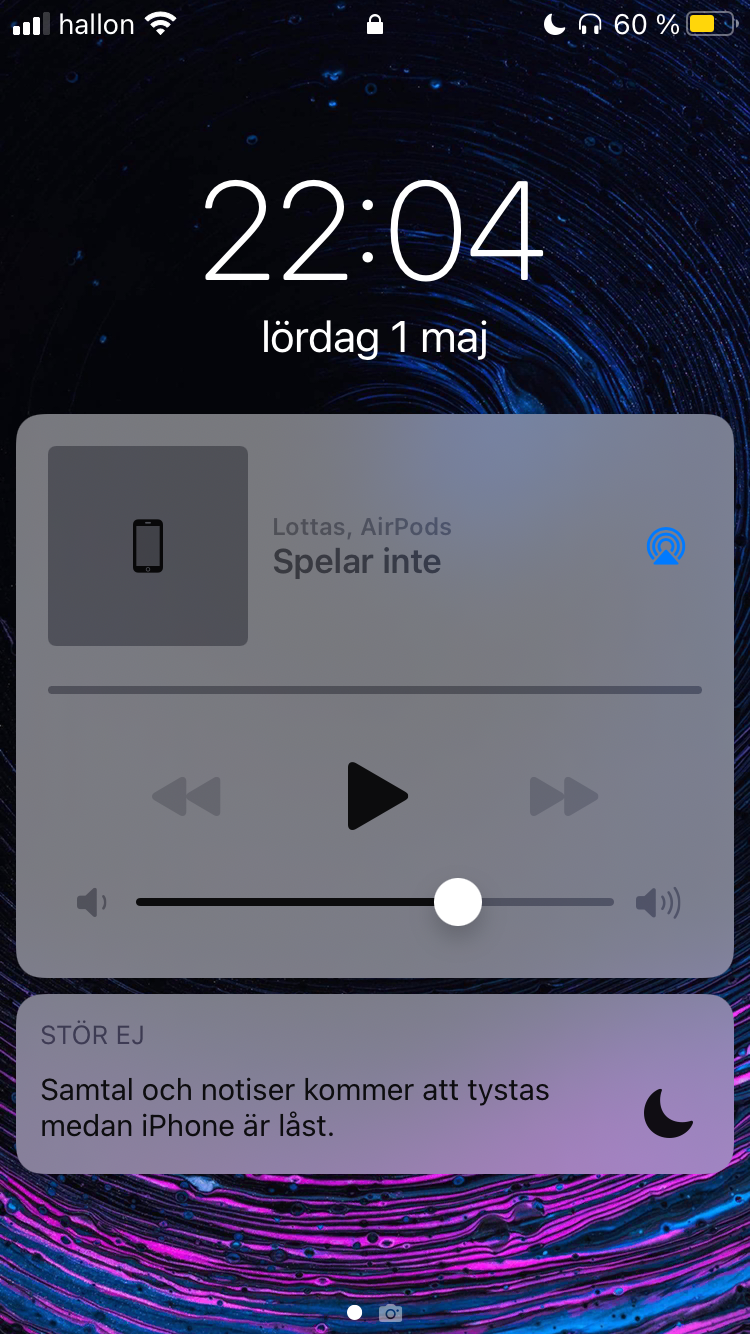 hallon 60 %
22:04
lördag 1 maj
Lottas, AirPods
Spelar inte
STÖR EJ
Samtal och notiser kommer att tystas
medan iPhone är låst.